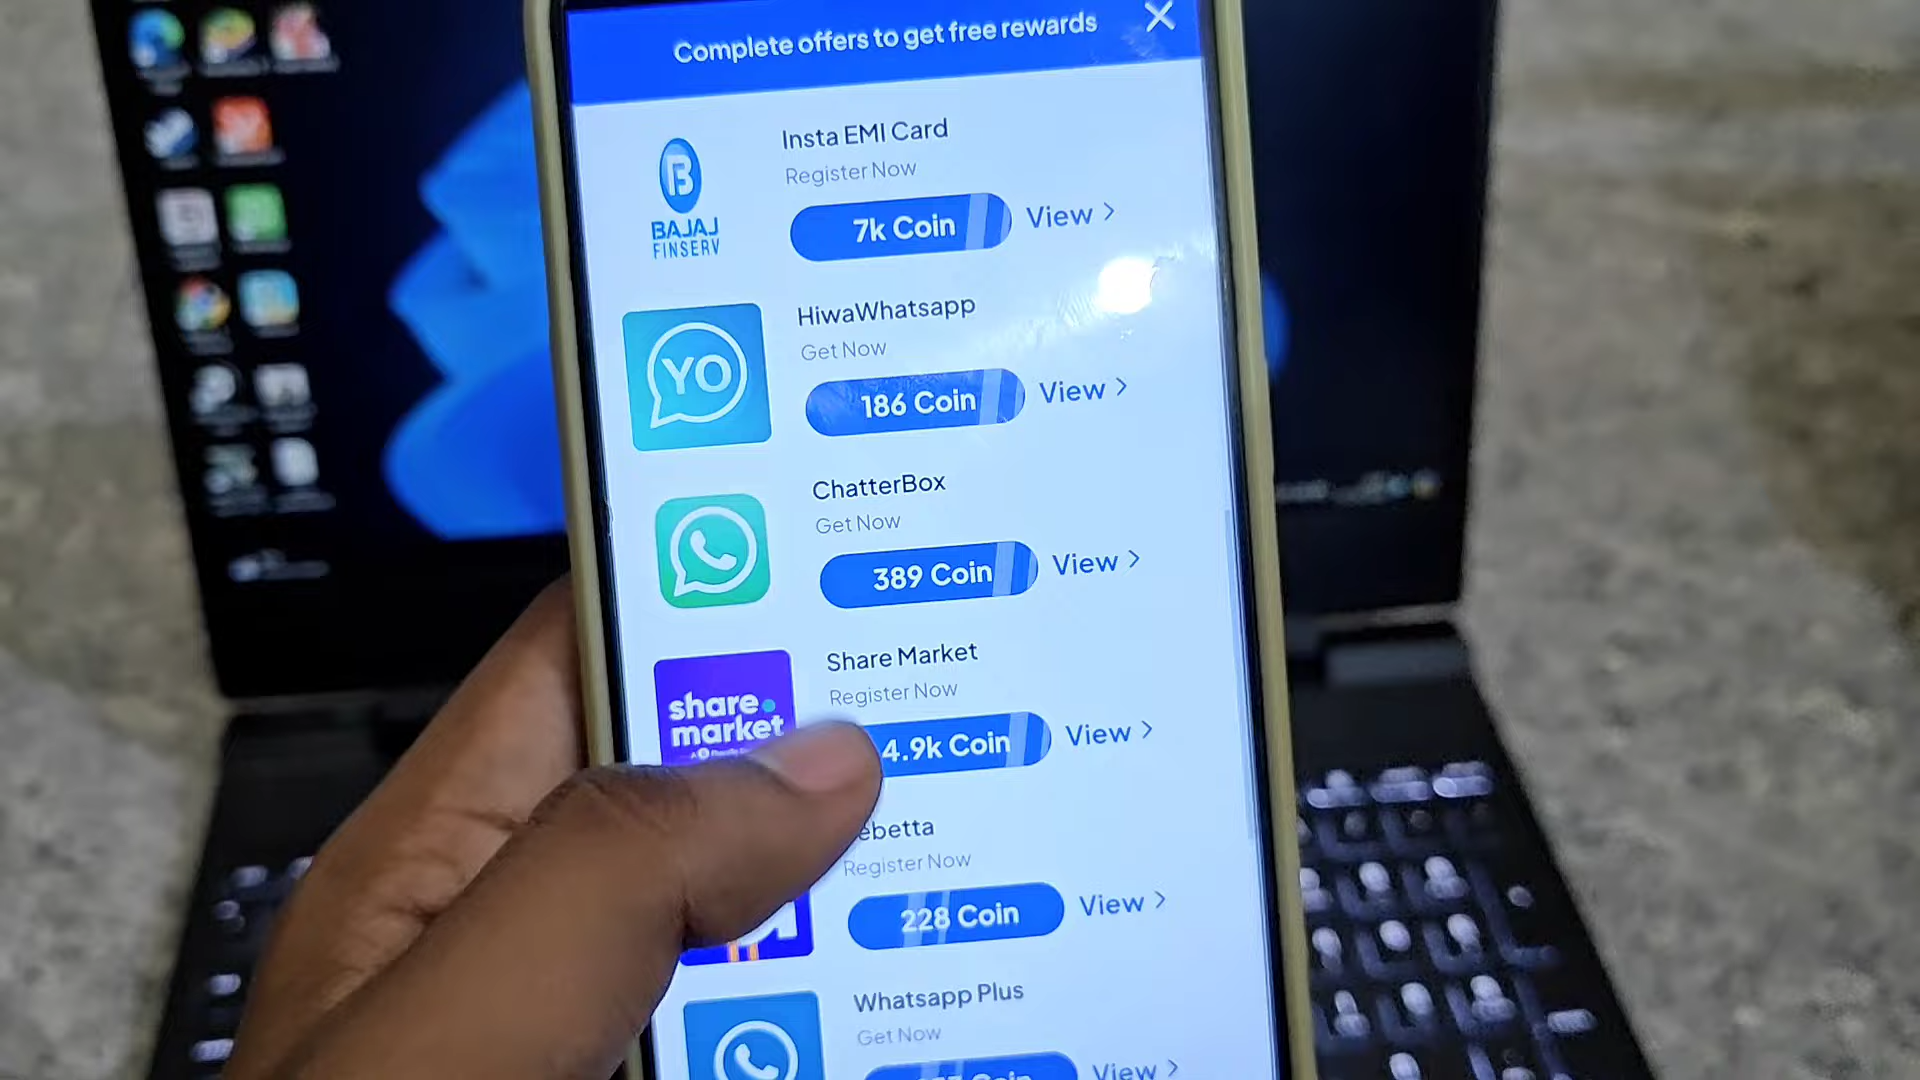 Complete offers to get free rewards
Insta EMI Card
Register Now
7k Coin
View
B
BAJAJ
FINSERV
HiwaWhatsapp
Get Now
186 Coin
View
YO
ChatterBox
Get Now
389 Coin
View
Share Market
Register Now
4.9k Coin
View
share.
market
ebetta
Register Now
228 Coin
View
Whatsapp Plus
Get Now
Coin
View